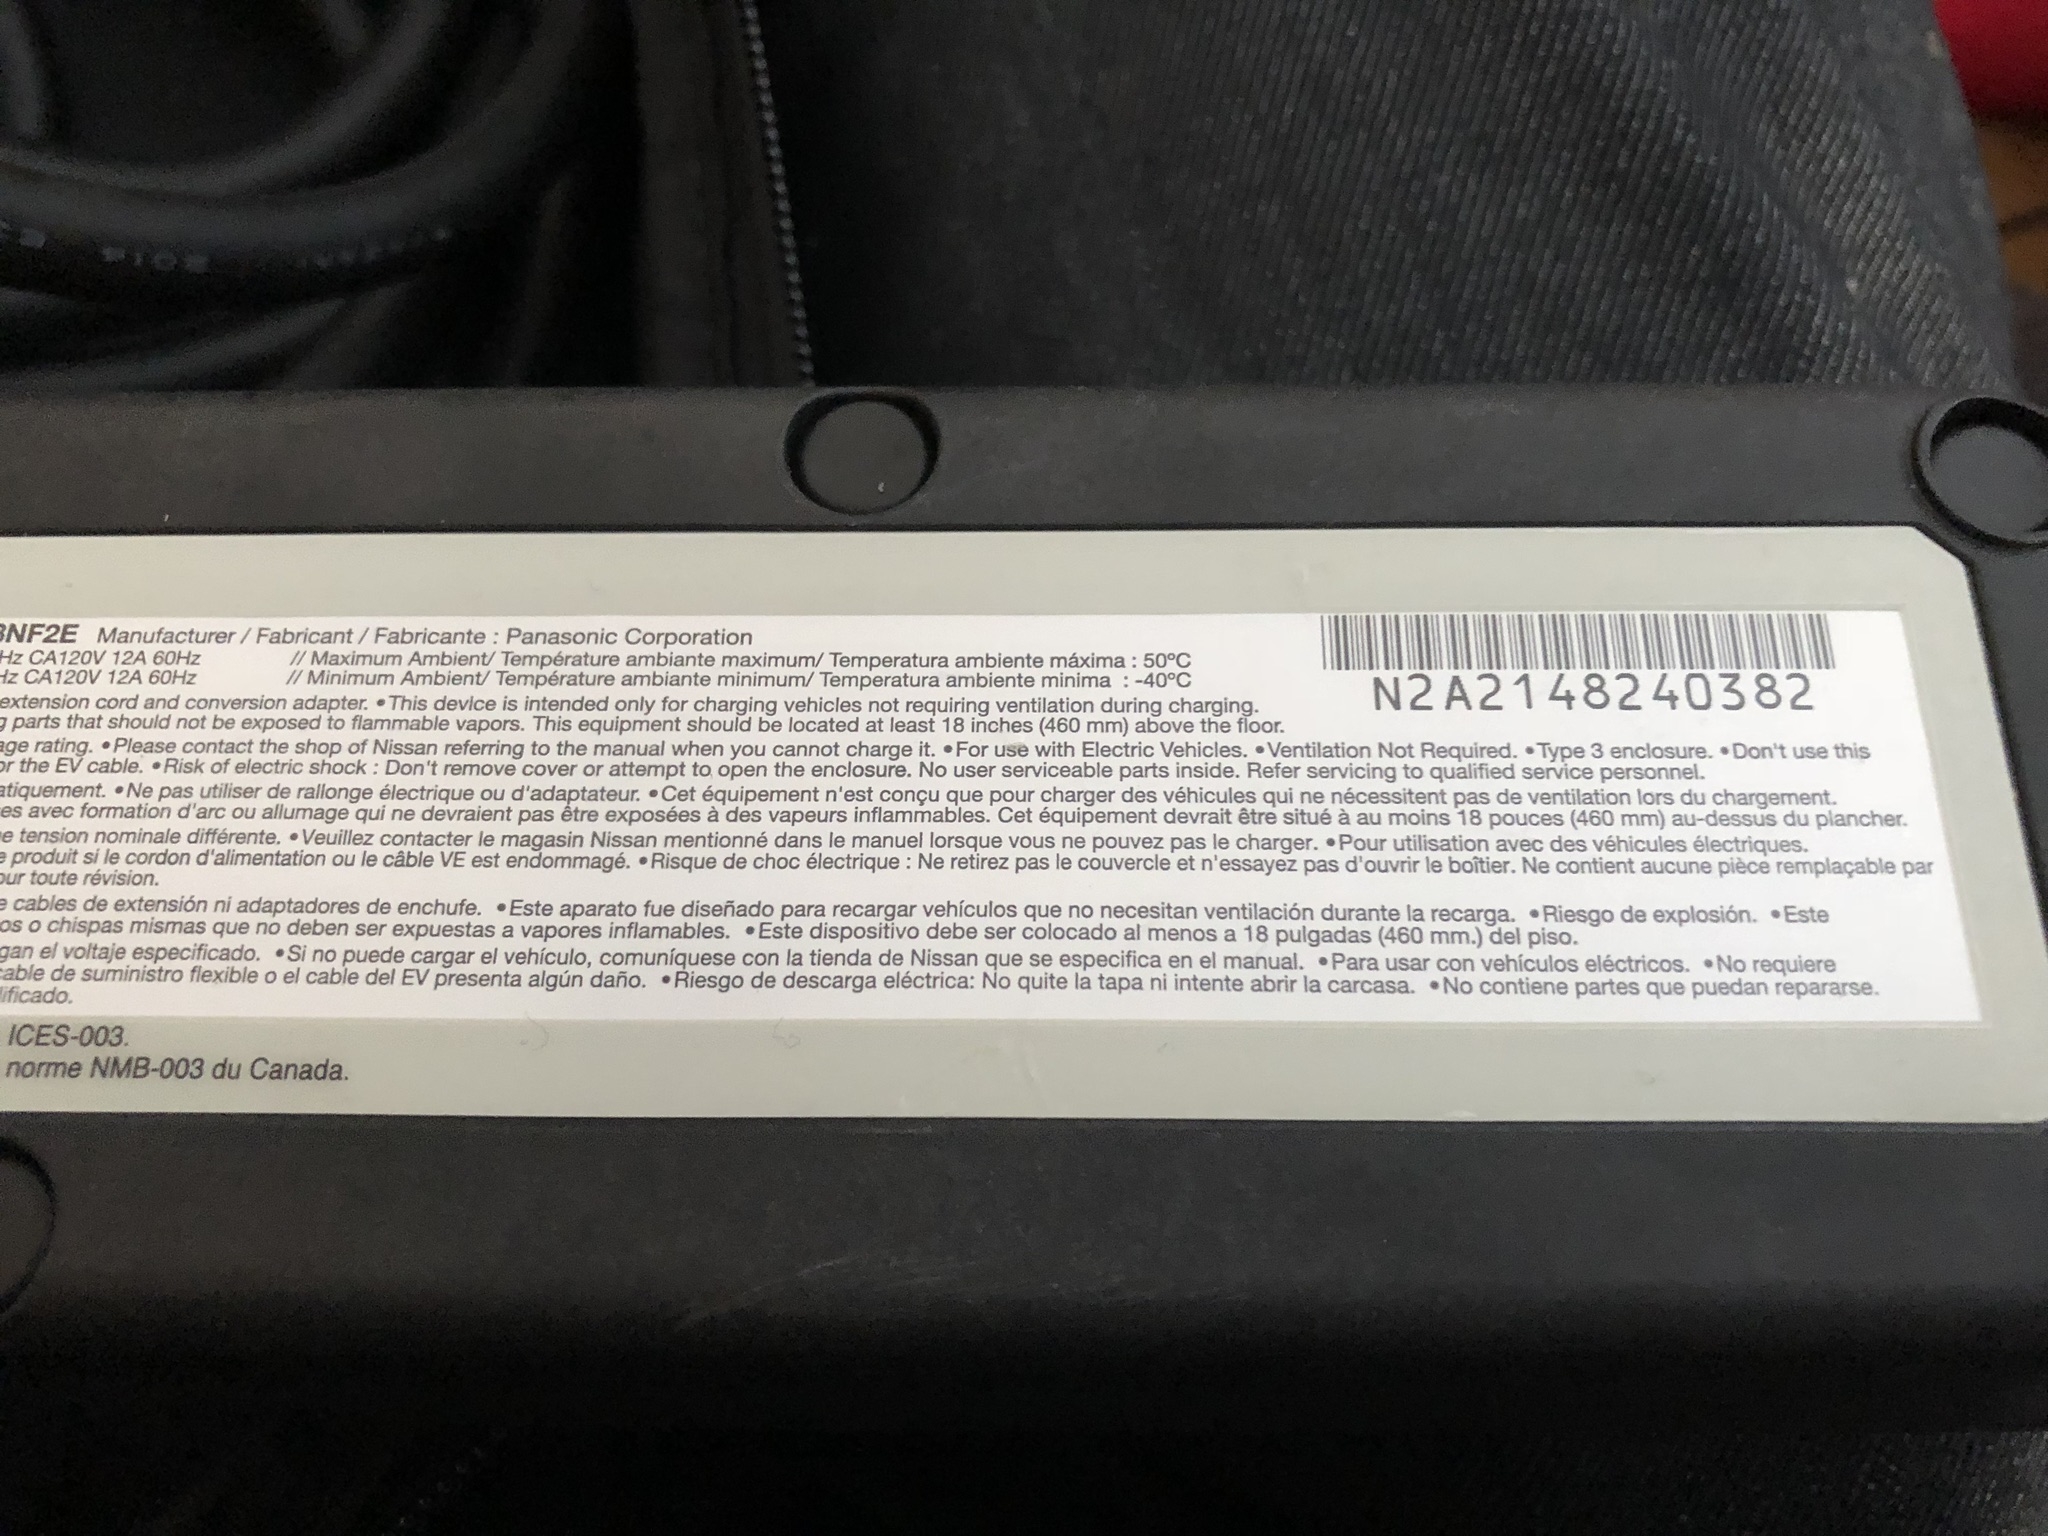 3NF2E Manufacturer / Fabricant / Fabricante : Panasonic Corporation
Hz CA120V 12A 60Hz // Maximum Ambient/ Température ambiante maximum/ Temperatura ambiente máxima : 50ºC
Hz CA120V 12A 60Hz // Minimum Ambient/ Température ambiante minimum/ Temperatura ambiente minima : -40ºC
N2A2148240382
extension cord and conversion adapter. •This device is intended only for charging vehicles not requiring ventilation during charging.
g parts that should not be exposed to flammable vapors. This equipment should be located at least 18 inches (460 mm) above the floor.
age rating. •Please contact the shop of Nissan referring to the manual when you cannot charge it. •For use with Electric Vehicles. •Ventilation Not Required. •Type 3 enclosure. •Don't use this
or the EV cable. •Risk of electric shock : Don't remove cover or attempt to open the enclosure. No user serviceable parts inside. Refer servicing to qualified service personnel.
atiquement. •Ne pas utiliser de rallonge électrique ou d'adaptateur. •Cet équipement n'est conçu que pour charger des véhicules qui ne nécessitent pas de ventilation lors du chargement.
es avec formation d'arc ou allumage qui ne devraient pas être exposées à des vapeurs inflammables. Cet équipement devrait être situé à au moins 18 pouces (460 mm) au-dessus du plancher.
e tension nominale différente. •Veuillez contacter le magasin Nissan mentionné dans le manuel lorsque vous ne pouvez pas le charger. •Pour utilisation avec des véhicules électriques.
e produit si le cordon d'alimentation ou le câble VE est endommagé. •Risque de choc électrique : Ne retirez pas le couvercle et n'essayez pas d'ouvrir le boîtier. Ne contient aucune pièce remplaçable par
our toute révision.
e cables de extensión ni adaptadores de enchufe. •Este aparato fue diseñado para recargar vehículos que no necesitan ventilación durante la recarga. •Riesgo de explosión. •Este
os o chispas mismas que no deben ser expuestas a vapores inflamables. •Este dispositivo debe ser colocado al menos a 18 pulgadas (460 mm.) del piso.
gan el voltaje especificado. •Si no puede cargar el vehículo, comuníquese con la tienda de Nissan que se especifica en el manual. •Para usar con vehículos eléctricos. •No requiere
cable de suministro flexible o el cable del EV presenta algún daño. •Riesgo de descarga eléctrica: No quite la tapa ni intente abrir la carcasa. •No contiene partes que puedan repararse.
lificado.
ICES-003.
norme NMB-003 du Canada.